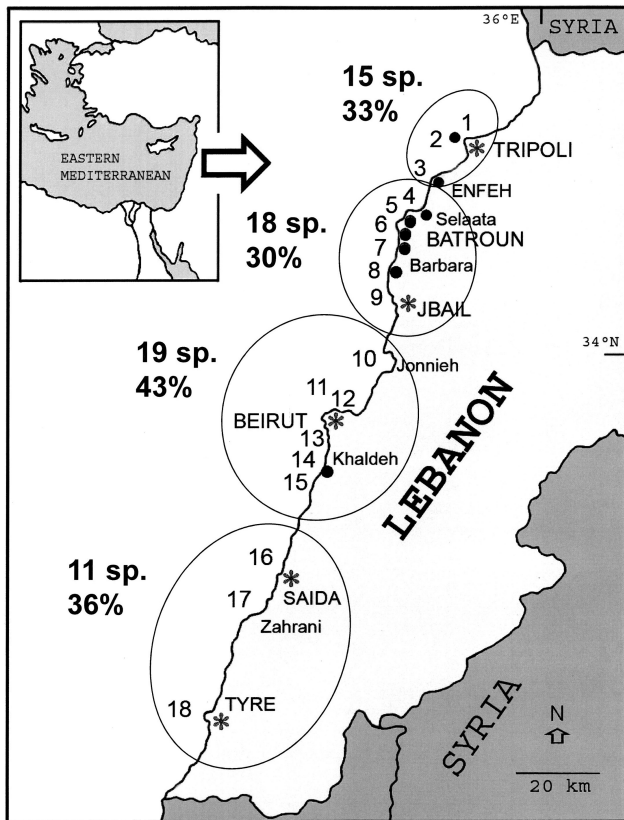 36°E
SYRIA
EASTERN
MEDITERRANEAN
15 sp.
33%
1
2
TRIPOLI
3
ENFEH
18 sp.
30%
4
5
Selaata
6
BATROUN
7
Barbara
8
9
JBAIL
34°N
19 sp.
43%
10
Jonnieh
11
12
BEIRUT
13
14
Khaldeh
15
LEBANON
11 sp.
36%
16
SAIDA
17
Zahrani
18
TYRE
SYRIA
N
20 km